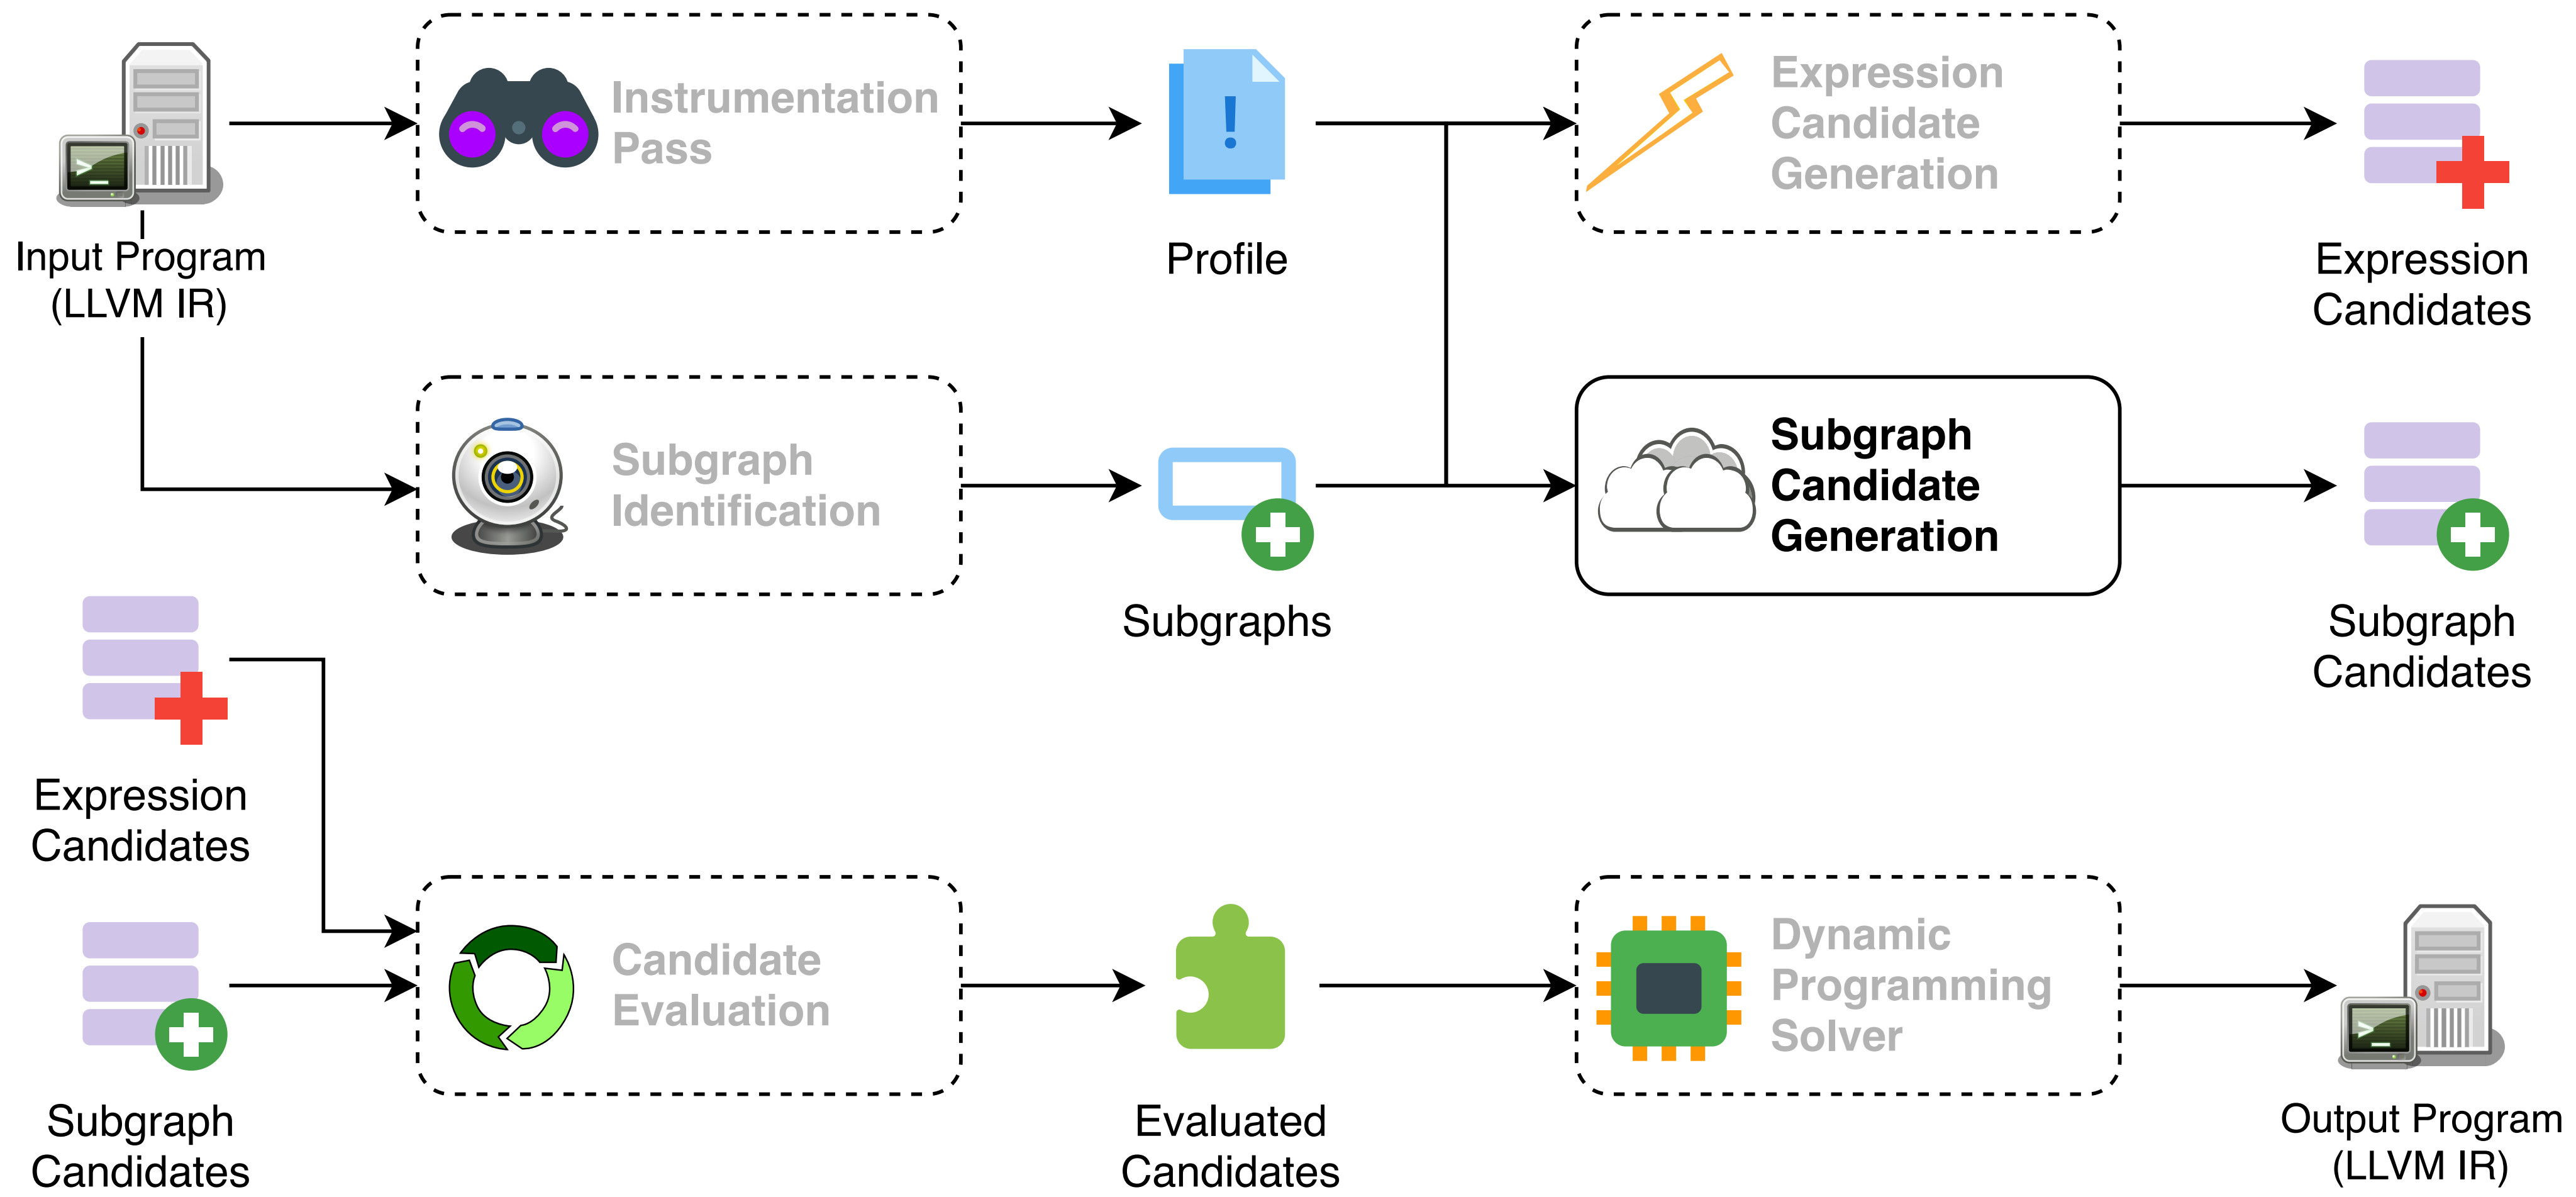 Instrumentation
Pass
Expression
Candidate
Generation
Input Program
(LLVM IR)
Profile
Expression
Candidates
Subgraph
Identification
Subgraph
Candidate
Generation
Subgraphs
Subgraph
Candidates
Expression
Candidates
Candidate
Evaluation
Dynamic
Programming
Solver
Subgraph
Candidates
Evaluated
Candidates
Output Program
(LLVM IR)